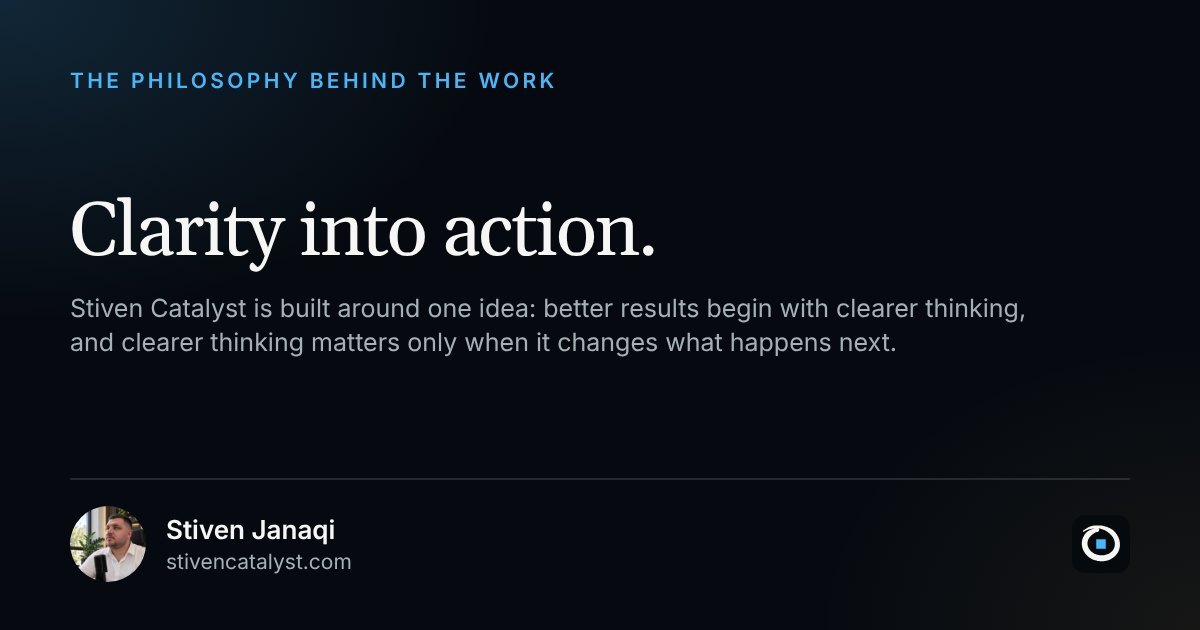 THE PHILOSOPHY BEHIND THE WORK
Clarity into action.
Stiven Catalyst is built around one idea: better results begin with clearer thinking,
and clearer thinking matters only when it changes what happens next.
Stiven Janaqi
stivencatalyst.com